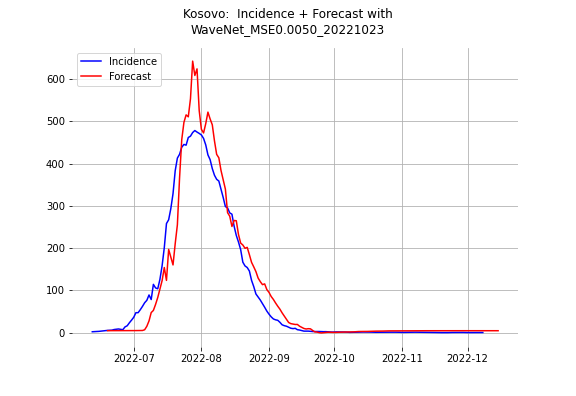 Kosovo:  Incidence + Forecast with
WaveNet_MSE0.0050_20221023
Incidence
Forecast
600
500
400
300
200
100
0
2022-07 2022-08 2022-09 2022-10 2022-11 2022-12